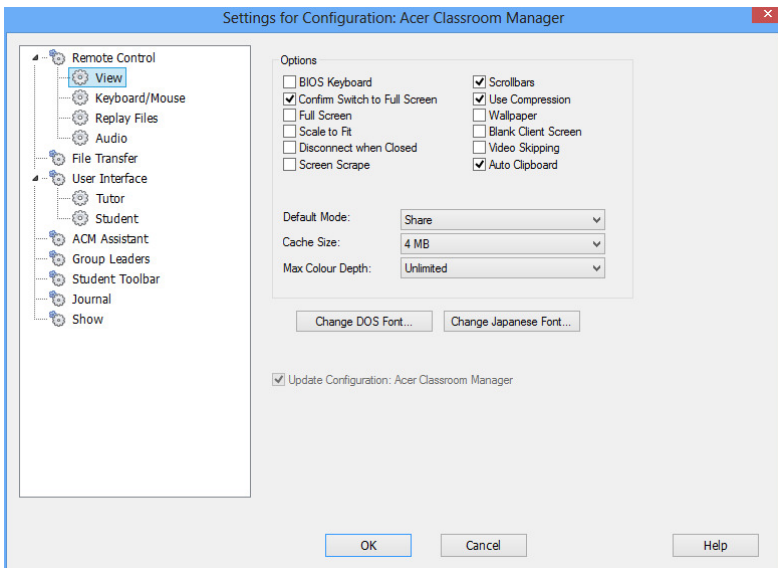 Settings for Configuration: Acer Classroom Manager
Remote Control
View
Keyboard/Mouse
Replay Files
Audio
File Transfer
User Interface
Tutor
Student
ACM Assistant
Group Leaders
Student Toolbar
Journal
Show
Options
BIOS Keyboard
Confirm Switch to Full Screen
Full Screen
Scale to Fit
Disconnect when Closed
Screen Scrape
Scrollbars
Use Compression
Wallpaper
Blank Client Screen
Video Skipping
Auto Clipboard
Default Mode: Share
Cache Size: 4 MB
Max Colour Depth: Unlimited
Change DOS Font... Change Japanese Font...
Update Configuration: Acer Classroom Manager
OK Cancel Help